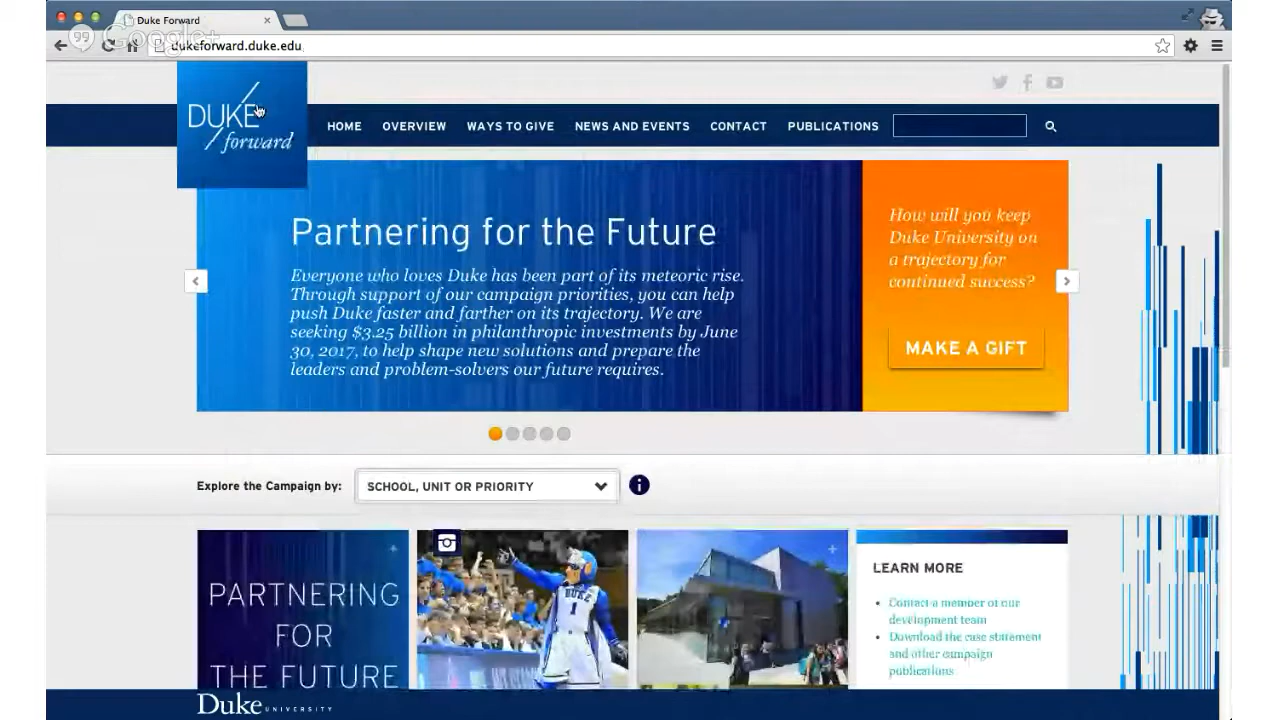 Duke Forward
Google+
dukeforward.duke.edu
DUKE
forward
HOME OVERVIEW WAYS TO GIVE NEWS AND EVENTS CONTACT PUBLICATIONS
Partnering for the Future
Everyone who loves Duke has been part of its meteoric rise.
Through support of our campaign priorities, you can help
push Duke faster and farther on its trajectory. We are
seeking $3.25 billion in philanthropic investments by June
30, 2017, to help shape new solutions and prepare the
leaders and problem-solvers our future requires.
How will you keep
Duke University on
a trajectory for
continued success?
MAKE A GIFT
Explore the Campaign by: SCHOOL, UNIT OR PRIORITY
PARTNERING
FOR
THE FUTURE
DUKE
1
LEARN MORE
Contact a member of our
development team
Download the case statement
and other campaign
publications
Duke UNIVERSITY